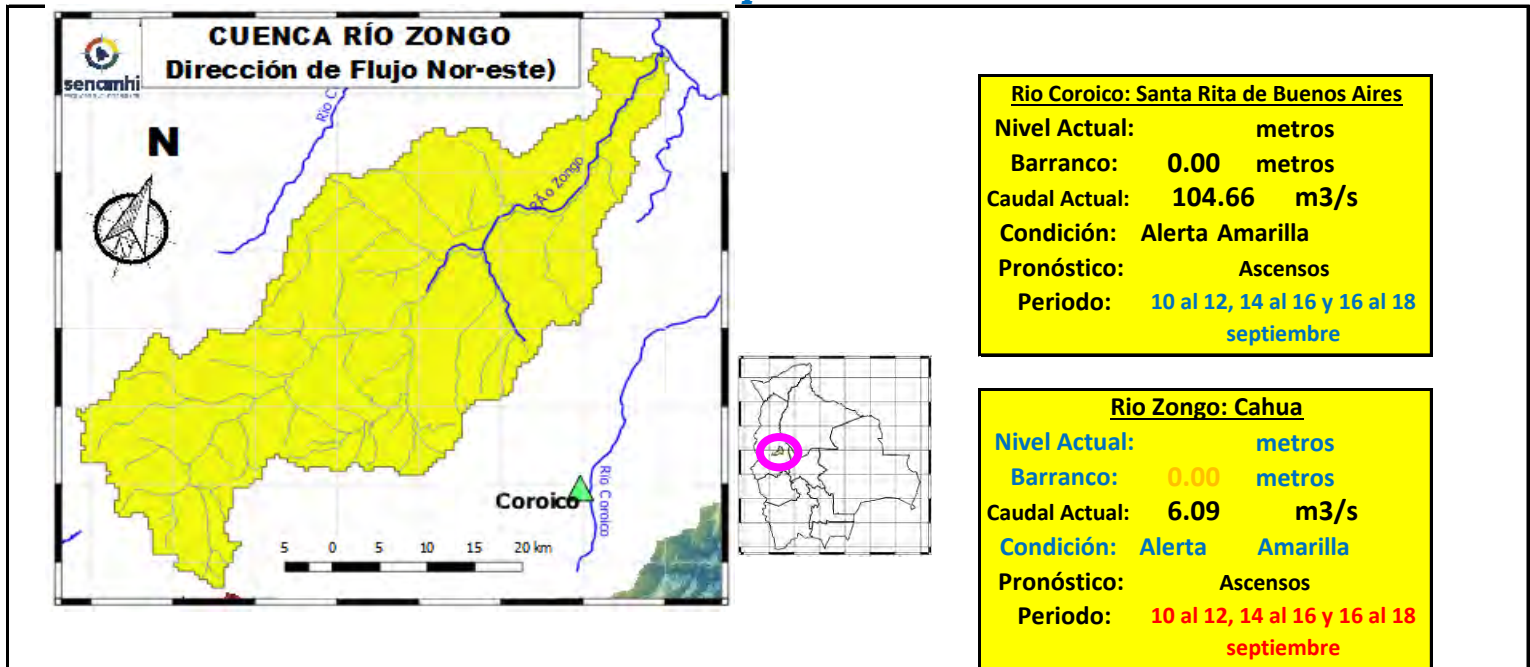 CUENCA RÍO ZONGO
Dirección de Flujo Nor-este)
senamhi
N
RÃo Zongo
Río Coroico
Coroico
5 0 5 10 15 20 km
Rio Coroico: Santa Rita de Buenos Aires
Nivel Actual: metros
Barranco: 0.00 metros
Caudal Actual: 104.66 m3/s
Condición: Alerta Amarilla
Pronóstico: Ascensos
Periodo: 10 al 12, 14 al 16 y 16 al 18
septiembre
Rio Zongo: Cahua
Nivel Actual: metros
Barranco: 0.00 metros
Caudal Actual: 6.09 m3/s
Condición: Alerta Amarilla
Pronóstico: Ascensos
Periodo: 10 al 12, 14 al 16 y 16 al 18
septiembre